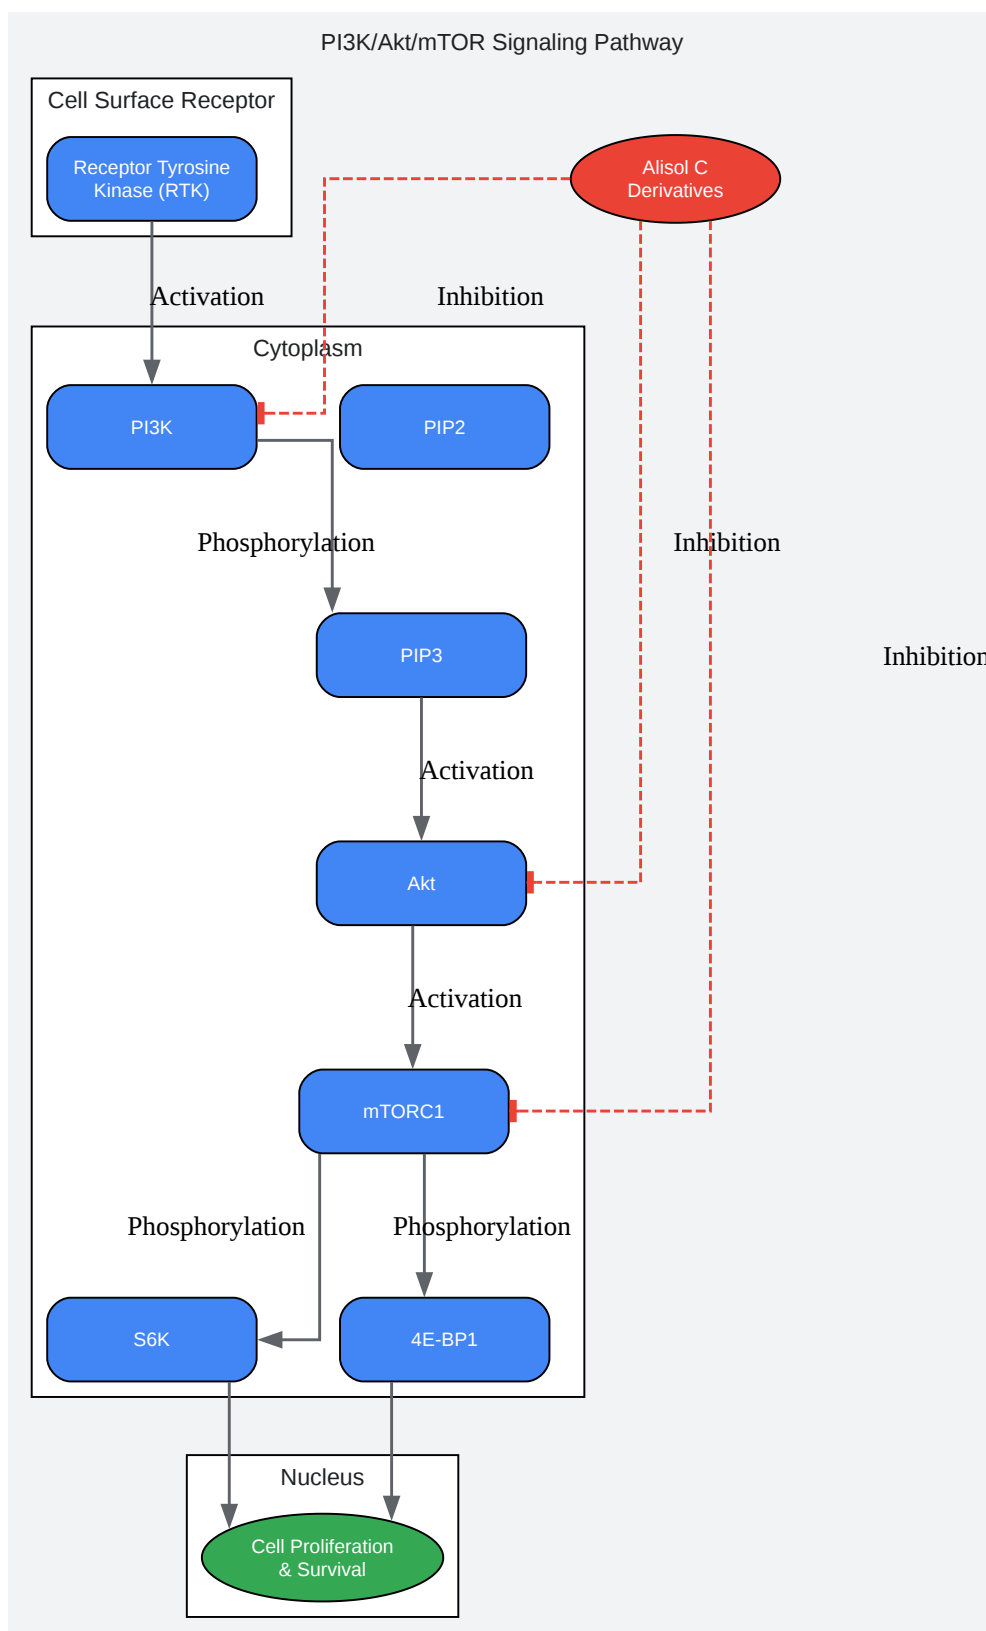 PI3K/Akt/mTOR Signaling Pathway
Cell Surface Receptor
Receptor Tyrosine
Kinase (RTK)
Alisol C
Derivatives
Activation
Inhibition
Cytoplasm
PI3K
PIP2
Phosphorylation
Inhibition
PIP3
Inhibition
Activation
Akt
Activation
mTORC1
Phosphorylation
Phosphorylation
S6K
4E-BP1
Nucleus
Cell Proliferation
& Survival